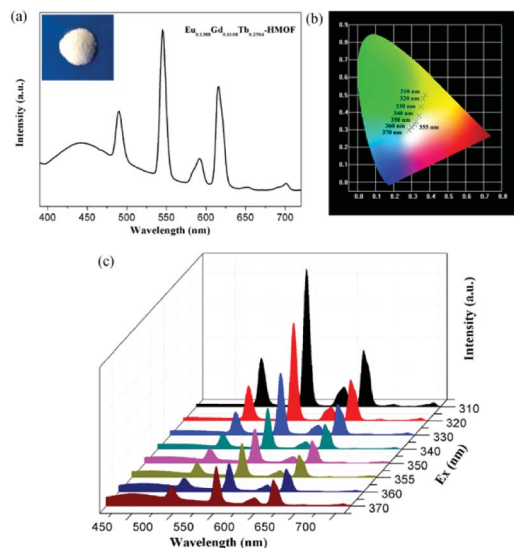 (a)
Eu0.1388Gd0.6108Tb0.2504-HMOF
Intensity (a.u.)
400 450 500 550 600 650 700
Wavelength (nm)
(b)
0.9
0.8
0.7
0.6
0.5
0.4
0.3
0.2
0.1
0.0
310 nm
320 nm
330 nm
340 nm
350 nm
360 nm 355 nm
370 nm
0.0 0.1 0.2 0.3 0.4 0.5 0.6 0.7 0.8
(c)
Intensity (a.u.)
310
320
330
340
350
355
360
370
Ex (nm)
450 500 550 600 650 700
Wavelength (nm)